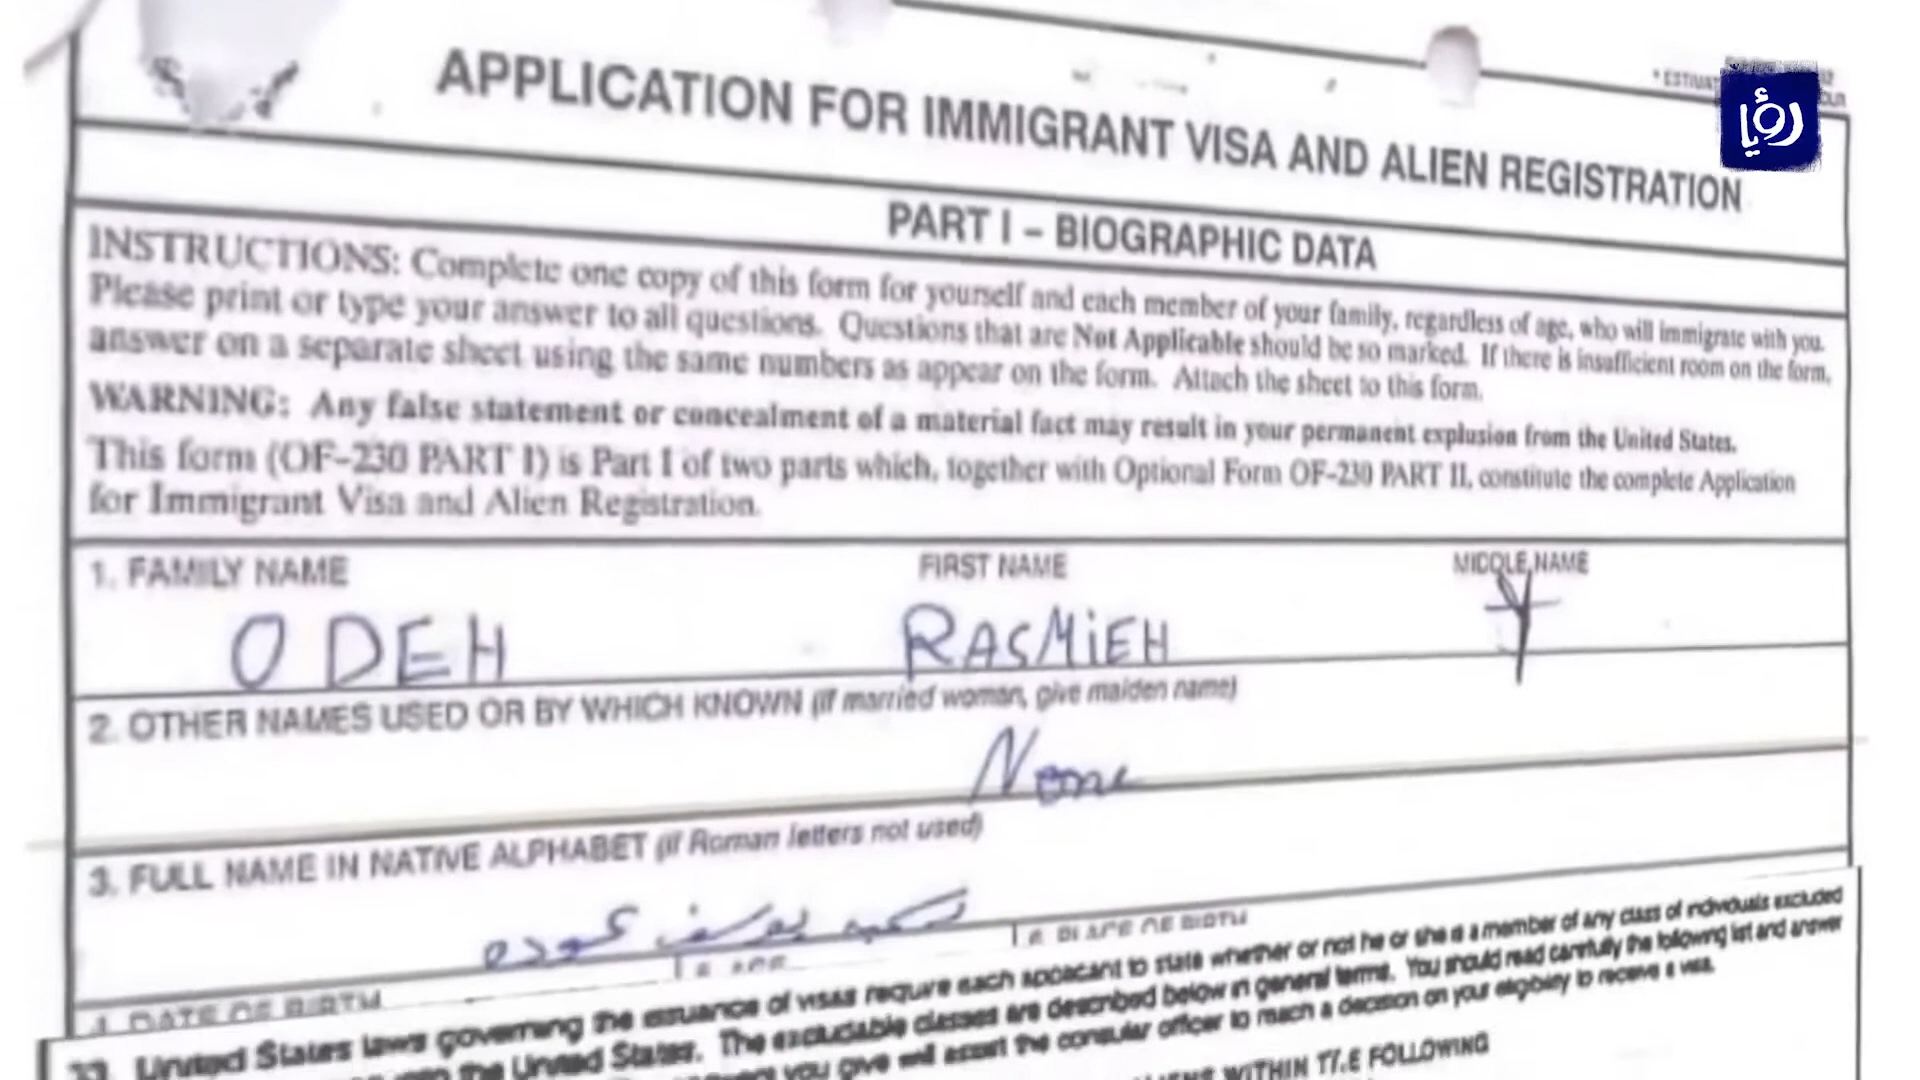 * ESTIMAT
رؤيا
APPLICATION FOR IMMIGRANT VISA AND ALIEN REGISTRATION
PART I – BIOGRAPHIC DATA
INSTRUCTIONS: Complete one copy of this form for yourself and each member of your family, regardless of age, who will immigrate with you.
Please print or type your answer to all questions. Questions that are Not Applicable should be so marked. If there is insufficient room on the form,
answer on a separate sheet using the same numbers as appear on the form. Attach the sheet to this form.
WARNING: Any false statement or concealment of a material fact may result in your permanent explusion from the United States.
This form (OF–230 PART I) is Part I of two parts which, together with Optional Form OF–230 PART II, constitute the complete Application
for Immigrant Visa and Alien Registration.
1. FAMILY NAME FIRST NAME MIDDLE NAME
ODEH RASMIEH Y
2. OTHER NAMES USED OR BY WHICH KNOWN (If married woman, give maiden name)
None
3. FULL NAME IN NATIVE ALPHABET (if Roman letters not used)
يوسف عوده
4. DATE OF BIRTH 5. AGE 6. PLACE OF BIRTH
33. United States laws governing the issuance of visas require each applicant to state whether or not he or she is a member of any class of individuals excluded
the United States. The excludable classes are described below in general terms. You should read carefully the following list and answer
you give will assist the consular officer to reach a decision on your eligibility to receive a visa.
WITHIN THE FOLLOWING